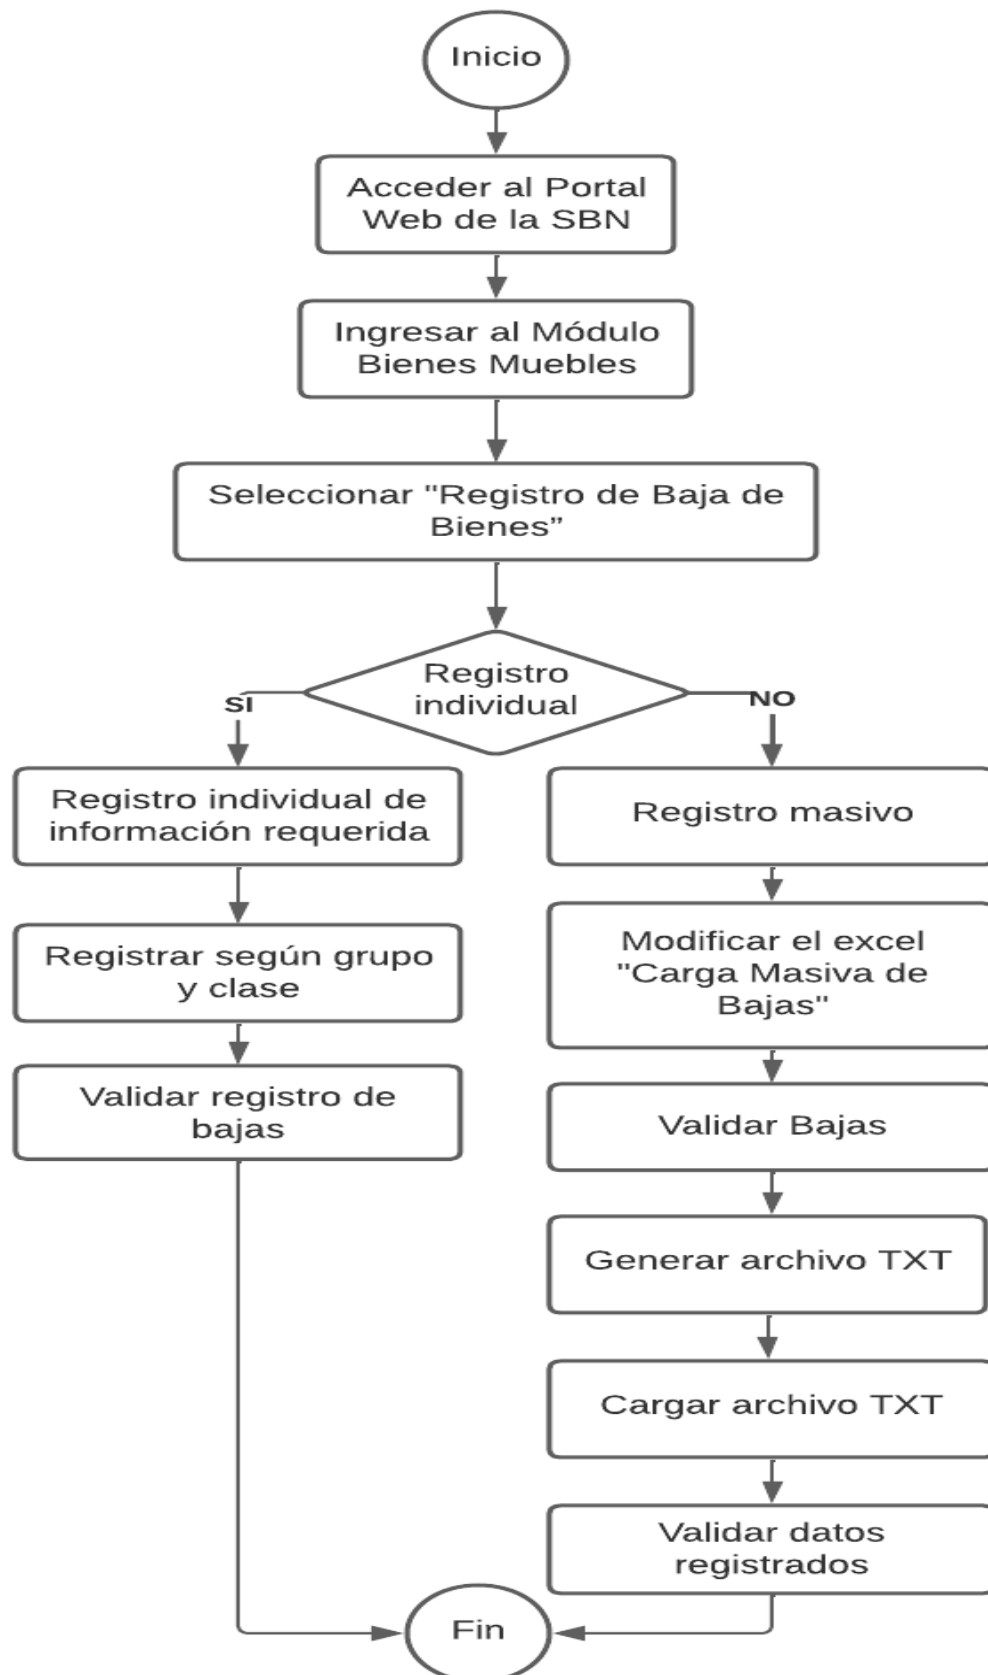 Inicio
Acceder al Portal
Web de la SBN
Ingresar al Módulo
Bienes Muebles
Seleccionar "Registro de Baja de
Bienes”
Registro
individual
SI
NO
Registro individual de
información requerida
Registrar según grupo
y clase
Validar registro de
bajas
Registro masivo
Modificar el excel
"Carga Masiva de
Bajas"
Validar Bajas
Generar archivo TXT
Cargar archivo TXT
Validar datos
registrados
Fin